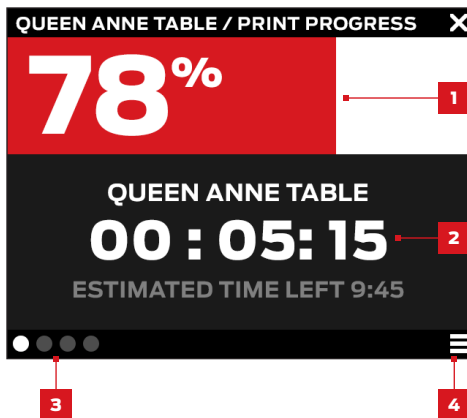 QUEEN ANNE TABLE / PRINT PROGRESS
78%
1
QUEEN ANNE TABLE
00 : 05: 15
2
ESTIMATED TIME LEFT 9:45
3
4